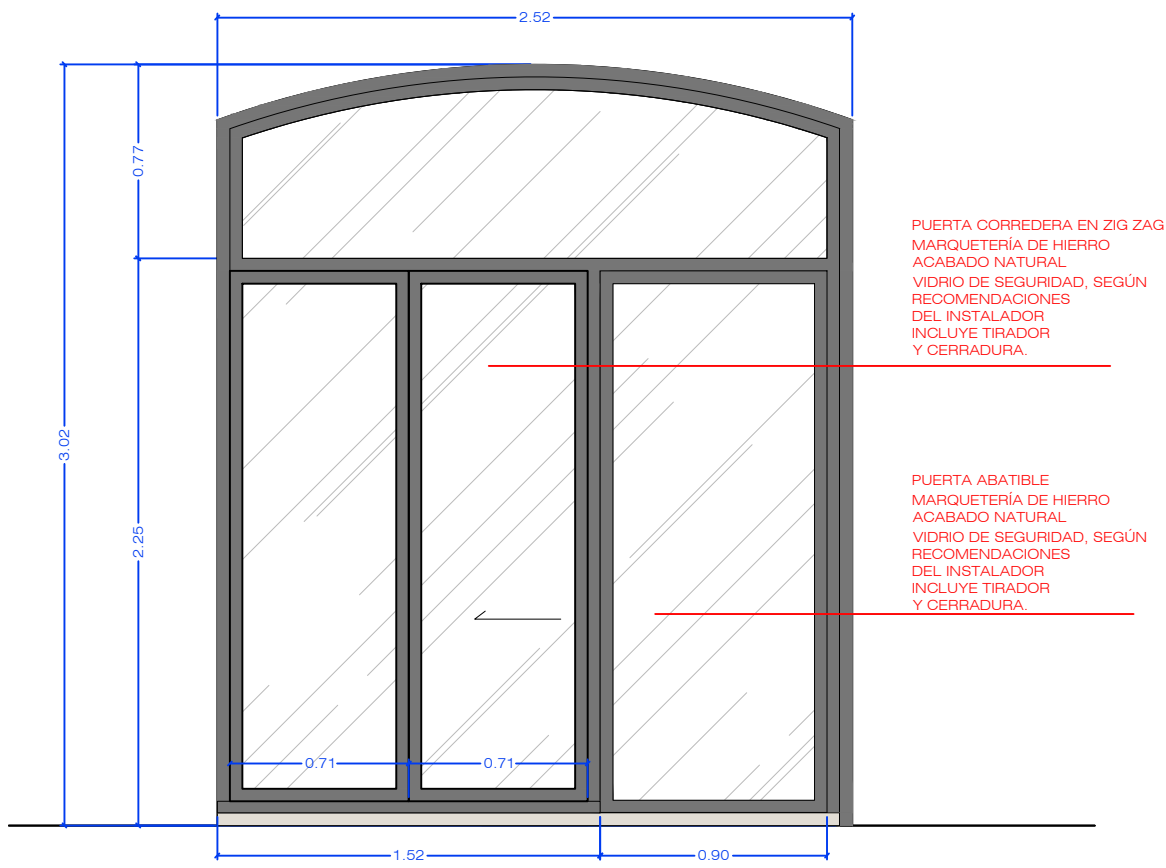 2.52
0.77
3.02
2.25
PUERTA CORREDERA EN ZIG ZAG
MARQUETERÍA DE HIERRO
ACABADO NATURAL
VIDRIO DE SEGURIDAD, SEGÚN
RECOMENDACIONES
DEL INSTALADOR
INCLUYE TIRADOR
Y CERRADURA.
PUERTA ABATIBLE
MARQUETERÍA DE HIERRO
ACABADO NATURAL
VIDRIO DE SEGURIDAD, SEGÚN
RECOMENDACIONES
DEL INSTALADOR
INCLUYE TIRADOR
Y CERRADURA.
0.71
0.71
1.52
0.90